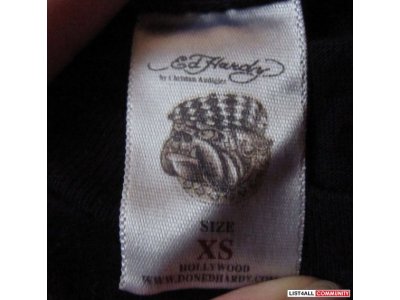 Ed Hardy
by Christian Audigier
SIZE
XS
HOLLYWOOD
WWW.DONEDHARDY.COM
LIST4ALL COMMUNITY